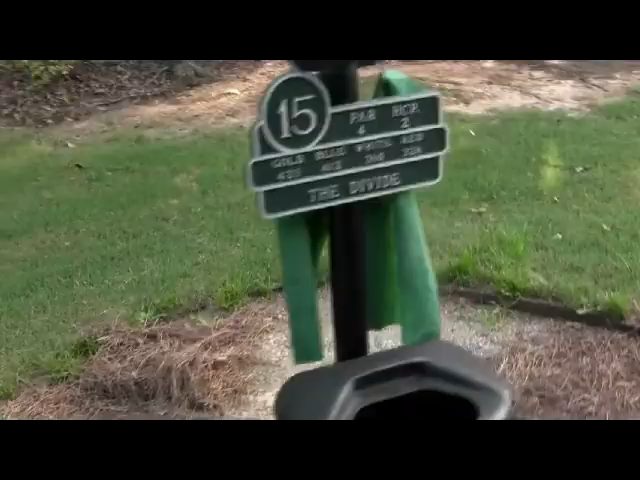 15
PAR HCP.
4 2
GOLD BLUE WHITE RED
THE DIVIDE